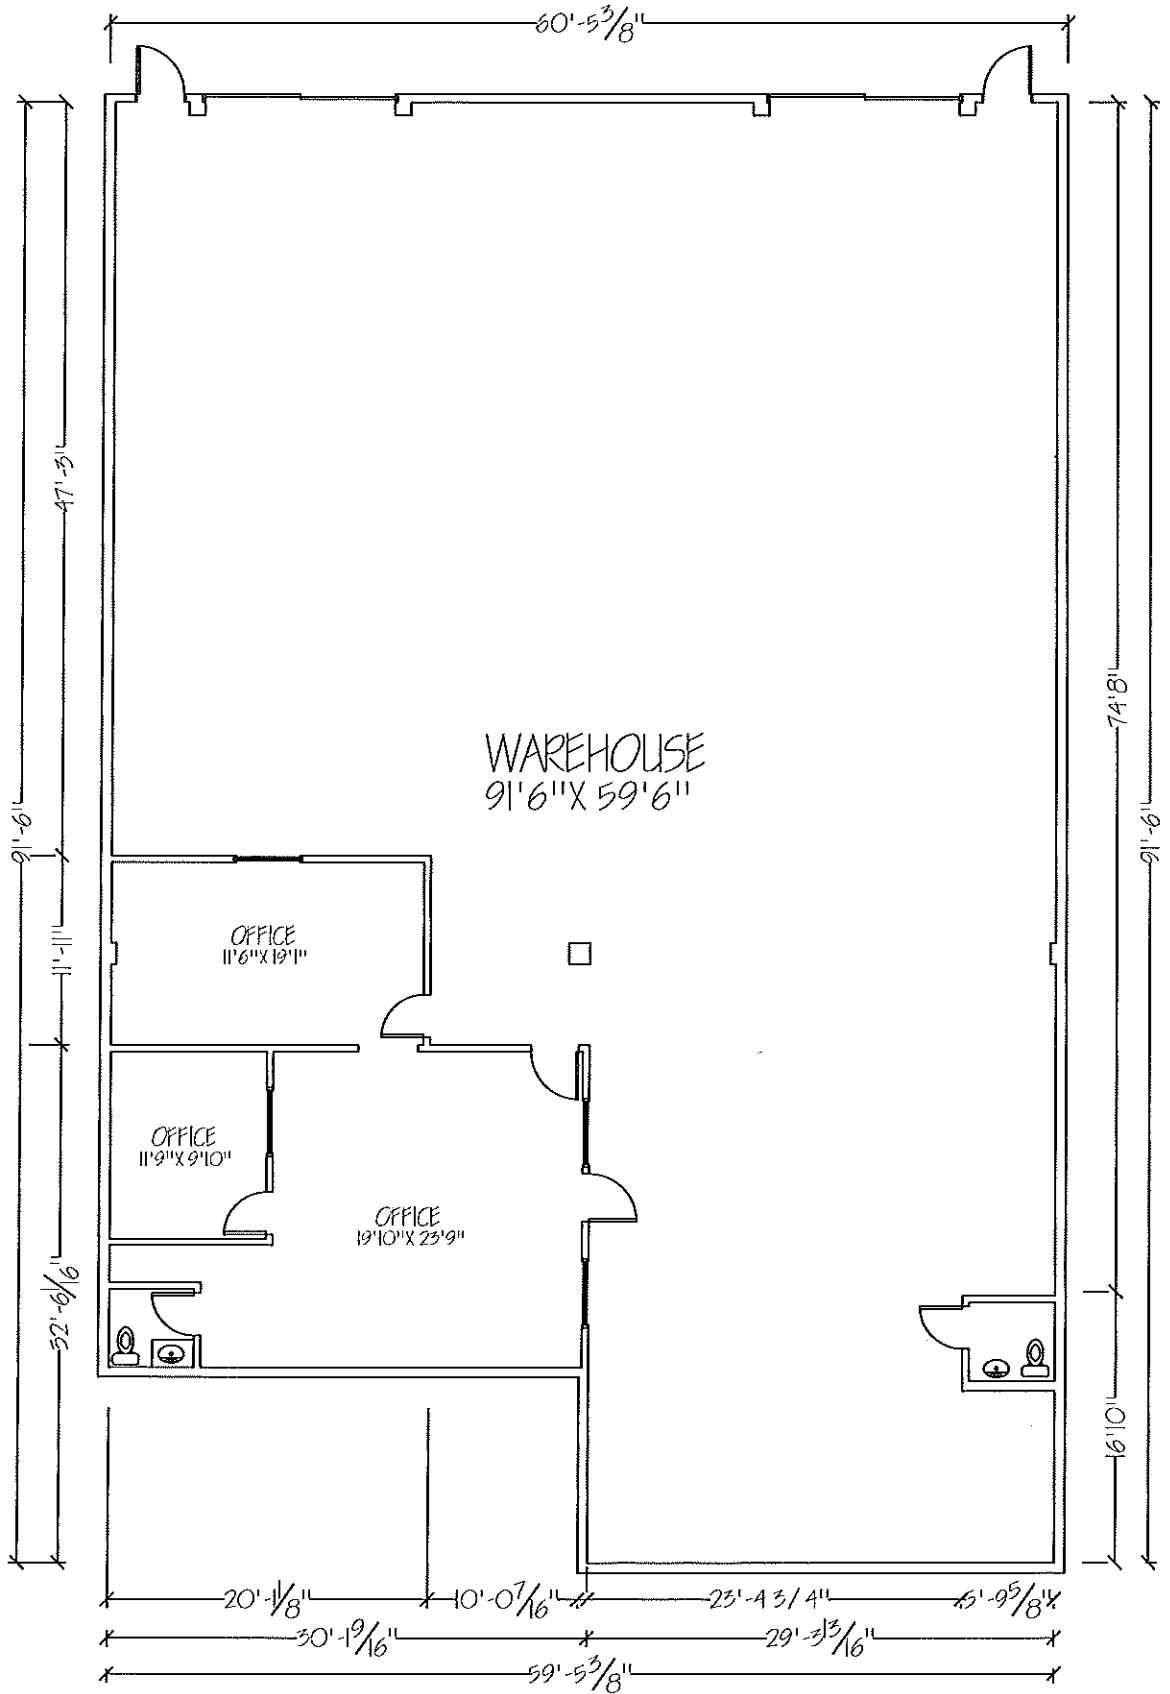 60'-5 3/8"
47'-3"
74'8"
WAREHOUSE
91'6" X 59'6"
91'-6"
91'-6"
OFFICE
11'6" X 19'1"
11'-11"
OFFICE
11'9" X 9'10"
OFFICE
19'10" X 23'9"
32'-6/16"
16'10"
20'-1/8"
10'-0 7/16"
23'-4 3/4"
5'-9 5/8"
30'-1 9/16"
29'-3 13/16"
59'-5 3/8"